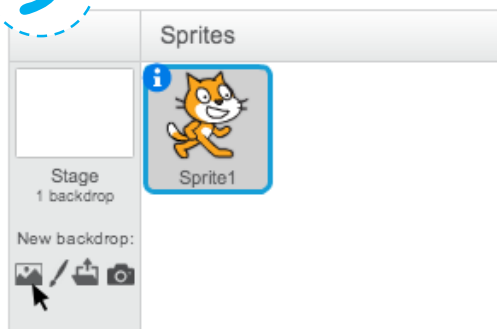 Sprites
i
Sprite1
Stage
1 backdrop
New backdrop: